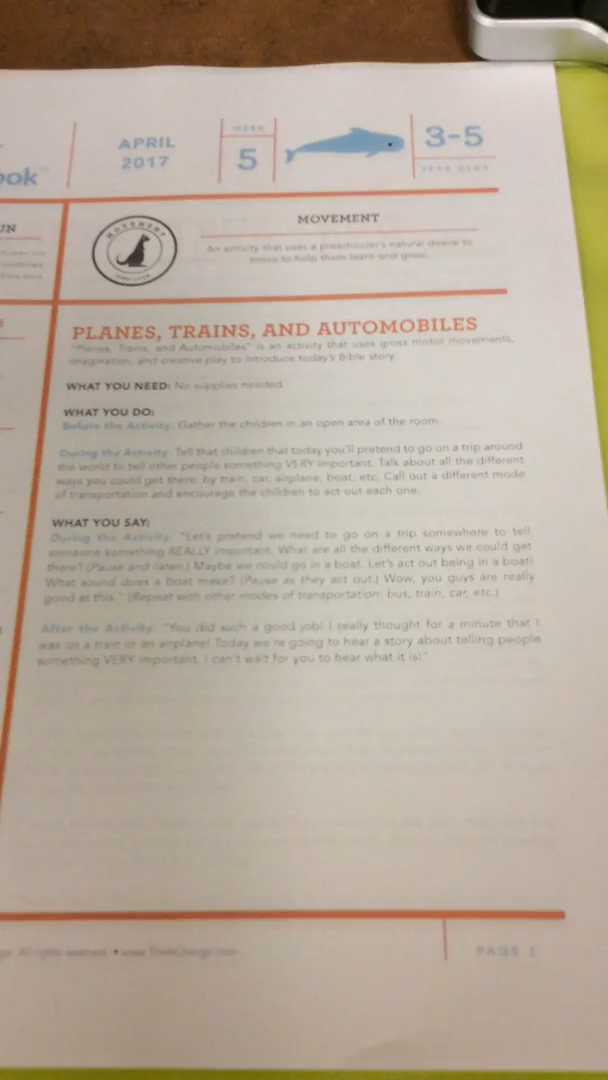 ok™
APRIL
2017
WEEK
5
3-5
YEAR OLDS
UN
MOVEMENT
MOVEMENT
An activity that uses a preschooler's natural desire to
move to help them learn and grow.
PLANES, TRAINS, AND AUTOMOBILES
"Planes, Trains, and Automobiles" is an activity that uses gross motor movements,
imagination, and creative play to introduce today's Bible story.
WHAT YOU NEED: No supplies needed
WHAT YOU DO:
Before the Activity: Gather the children in an open area of the room.
During the Activity: Tell that children that today you'll pretend to go on a trip around
the world to tell other people something VERY important. Talk about all the different
ways you could get there: by train, car, airplane, boat, etc. Call out a different mode
of transportation and encourage the children to act out each one.
WHAT YOU SAY:
During the Activity: "Let's pretend we need to go on a trip somewhere to tell
someone something REALLY important. What are all the different ways we could get
there? (Pause and listen.) Maybe we could go in a boat. Let's act out being in a boat!
What sound does a boat make? (Pause as they act out.) Wow, you guys are really
good at this." (Repeat with other modes of transportation: bus, train, car, etc.)
After the Activity: "You did such a good job! I really thought for a minute that I
was on a train or an airplane! Today we're going to hear a story about telling people
something VERY important. I can't wait for you to hear what it is!"
All rights reserved. • www.ThinkOrange.com
PAGE